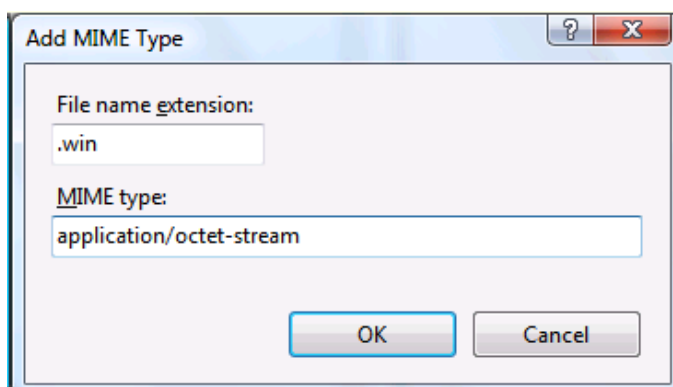 Add MIME Type
?
File name extension:
.win
MIME type:
application/octet-stream
OK Cancel